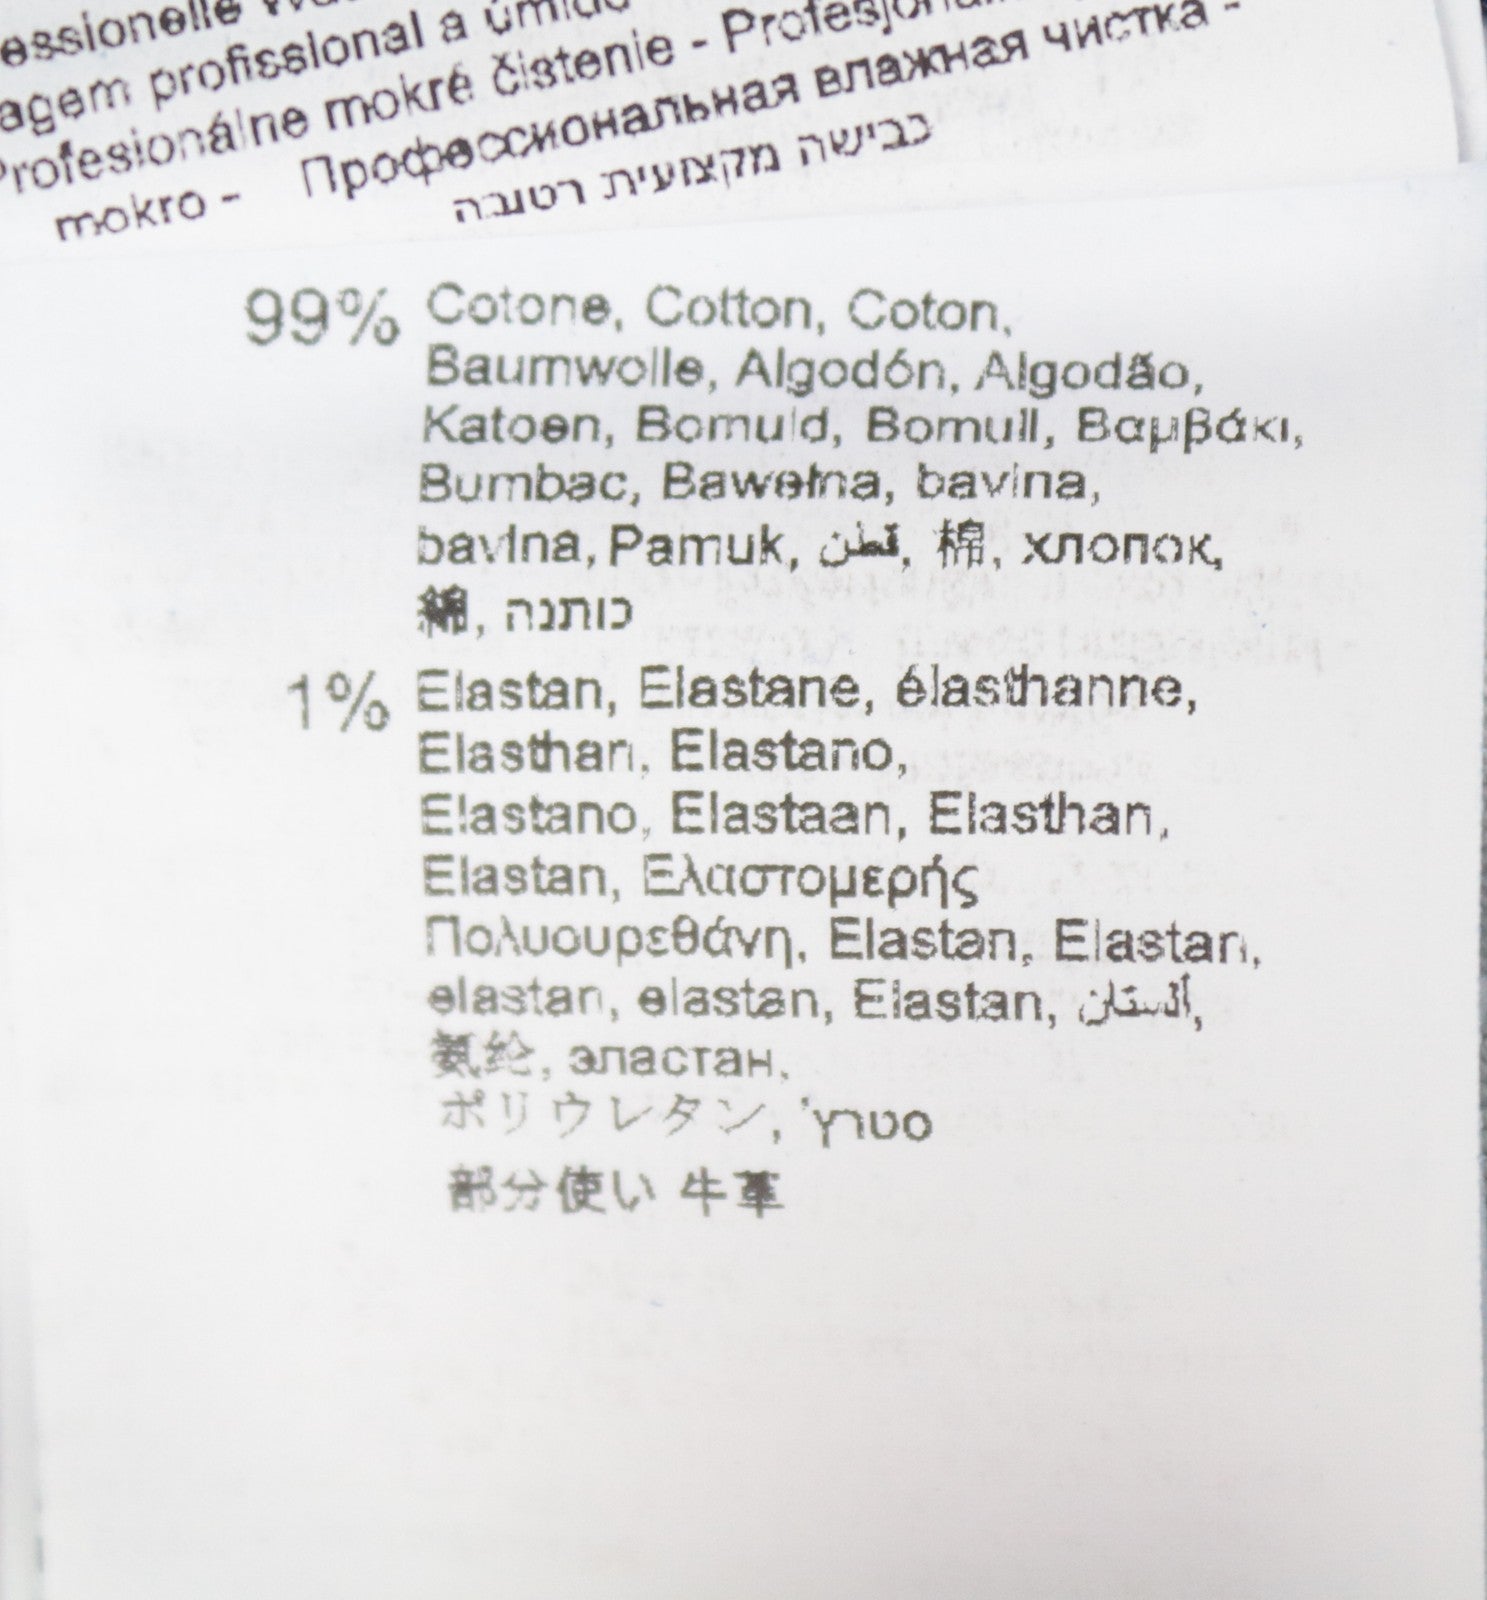 agem profissional a úmido
Profesionálne mokré čistenie -
mokro - Профессиональная влажная чистка -
כבישה מקצועית רטובה
99% Cotone, Cotton, Coton,
Baumwolle, Algodón, Algodão,
Katoen, Bomuld, Bomull, Βαμβάκι,
Bumbac, Bawełna, bavlna,
bavlna, Pamuk, قطن, 棉, хлопок,
綿, כותנה
1% Elastan, Elastane, élasthanne,
Elasthan, Elastano,
Elastano, Elastaan, Elasthan,
Elastan, Ελαστομερής
Πολυουρεθάνη, Elastan, Elastan,
elastan, elastan, Elastan, ألستان,
氨纶, эластан,
ポリウレタン, סטרץ'
部分使い 牛革